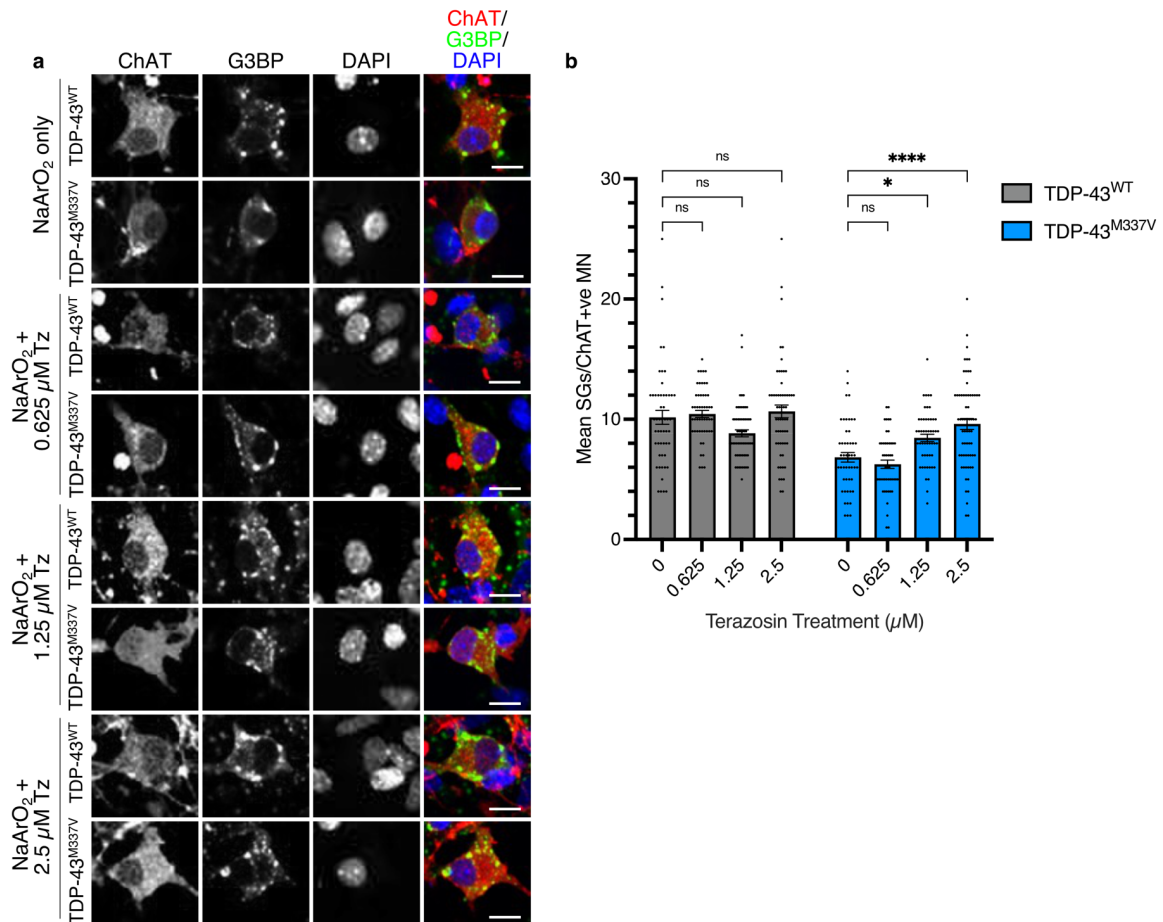 a
ChAT
G3BP
DAPI
ChAT/
G3BP/
DAPI
NaArO₂ only
TDP-43ᵂᵀ
TDP-43ᴹ³³⁷ⱽ
NaArO₂ +
0.625 µM Tz
TDP-43ᵂᵀ
TDP-43ᴹ³³⁷ⱽ
NaArO₂ +
1.25 µM Tz
TDP-43ᵂᵀ
TDP-43ᴹ³³⁷ⱽ
NaArO₂ +
2.5 µM Tz
TDP-43ᵂᵀ
TDP-43ᴹ³³⁷ⱽ
b
ns
ns
ns
****
*
ns
TDP-43ᵂᵀ
TDP-43ᴹ³³⁷ⱽ
Mean SGs/ChAT+ve MN
30
20
10
0
0 0.625 1.25 2.5 0 0.625 1.25 2.5
Terazosin Treatment (µM)